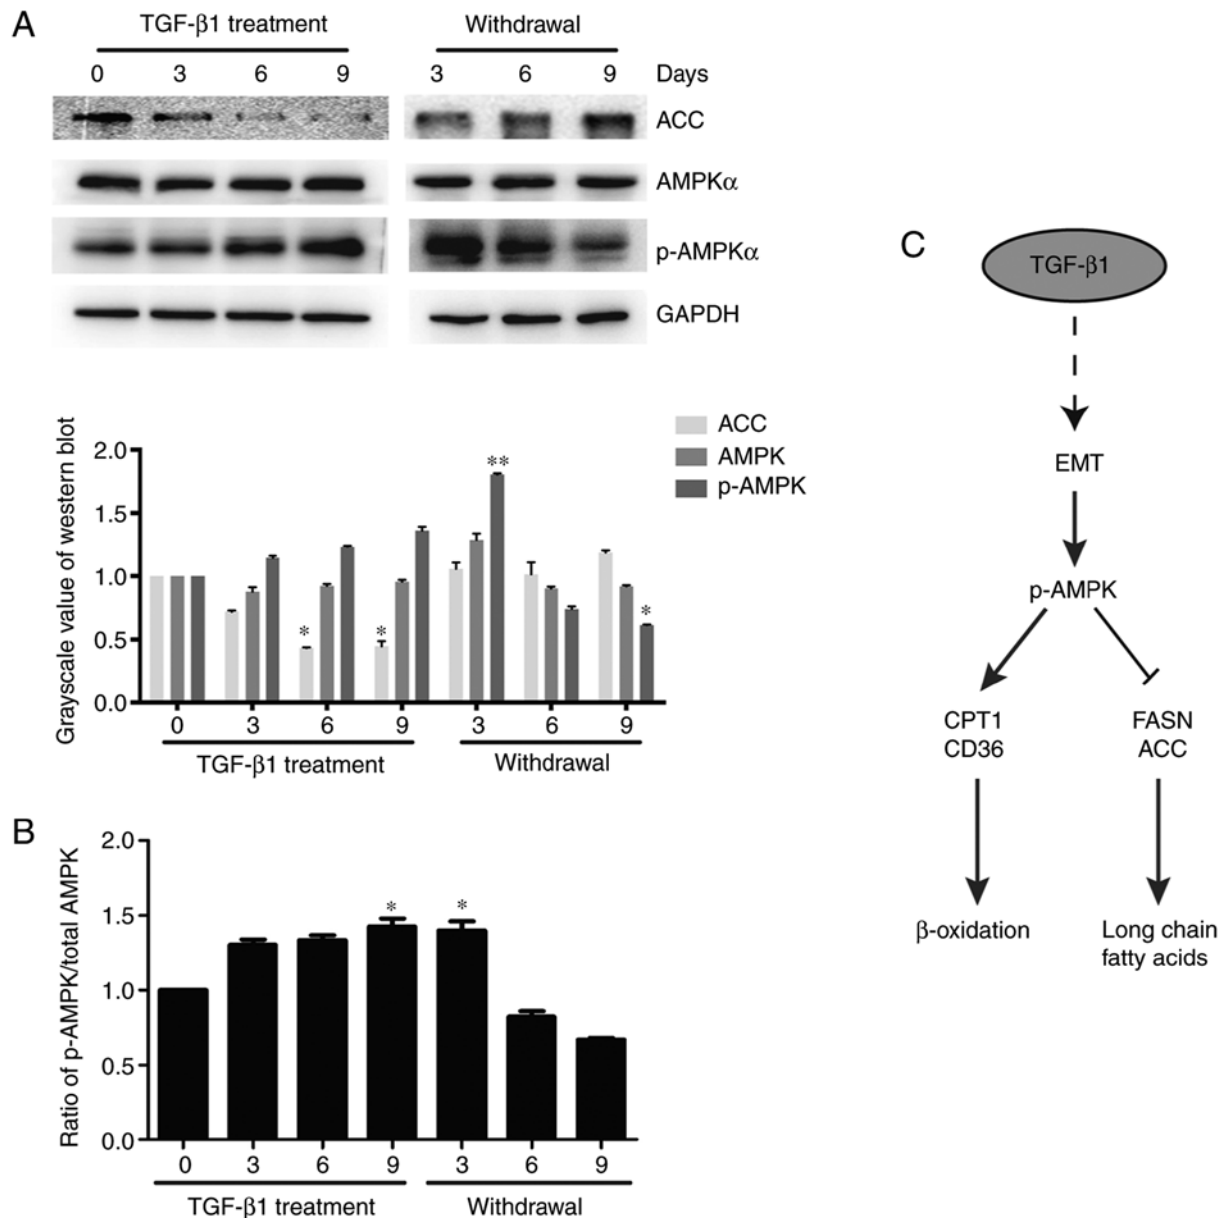 A
TGF-β1 treatment
Withdrawal
0 3 6 9
3 6 9
Days
ACC
AMPKα
p-AMPKα
GAPDH
Grayscale value of western blot
2.0
1.5
1.0
0.5
0.0
ACC
AMPK
p-AMPK
*
*
**
*
0 3 6 9 3 6 9
TGF-β1 treatment
Withdrawal
B
Ratio of p-AMPK/total AMPK
2.0
1.5
1.0
0.5
0.0
*
*
0 3 6 9 3 6 9
TGF-β1 treatment
Withdrawal
C
TGF-β1
EMT
p-AMPK
CPT1
CD36
FASN
ACC
β-oxidation
Long chain
fatty acids